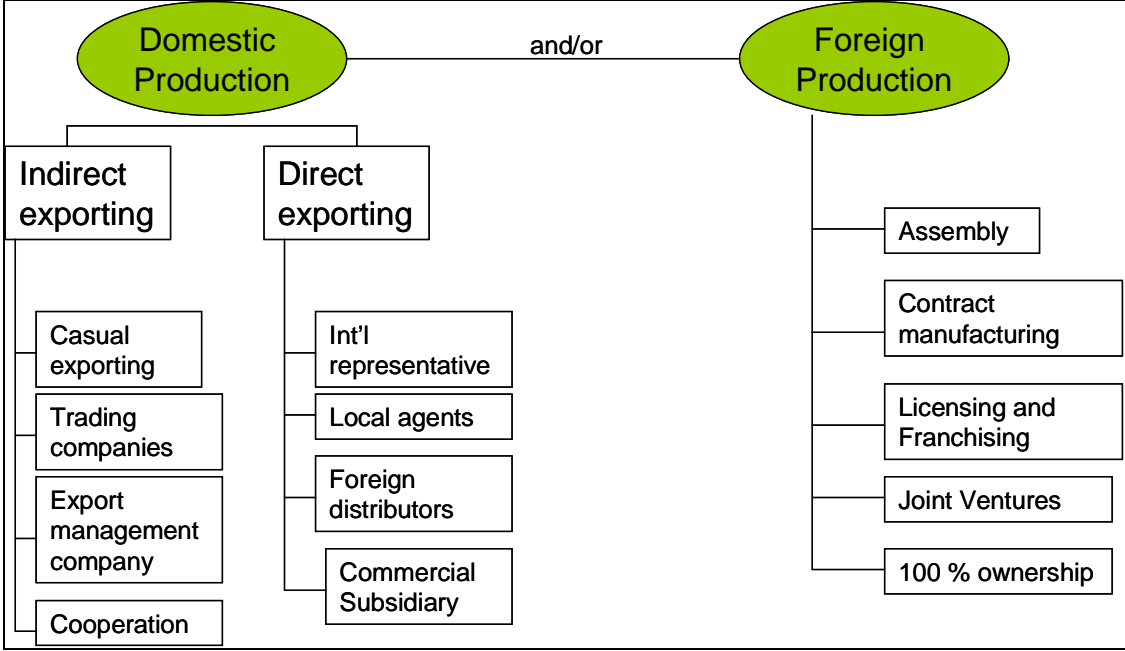 Domestic
Production
and/or
Foreign
Production
Indirect
exporting
Direct
exporting
Casual
exporting
Trading
companies
Export
management
company
Cooperation
Int'l
representative
Local agents
Foreign
distributors
Commercial
Subsidiary
Assembly
Contract
manufacturing
Licensing and
Franchising
Joint Ventures
100 % ownership